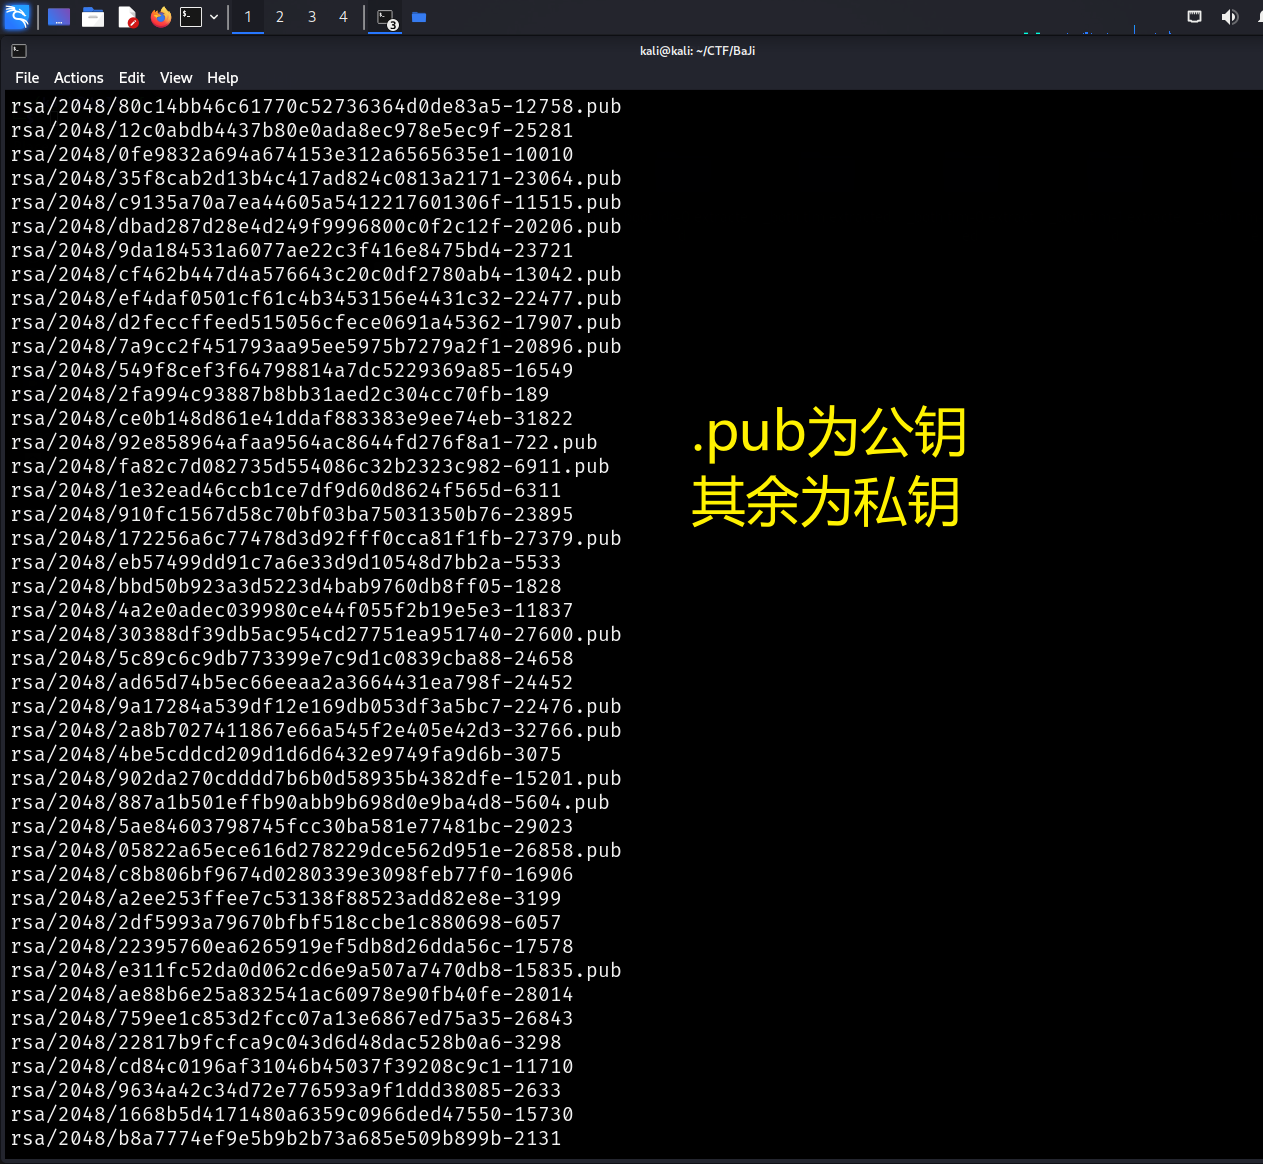 1 2 3 4 3
kali@kali: ~/CTF/BaJi
File Actions Edit View Help
rsa/2048/80c14bb46c61770c52736364d0de83a5-12758.pub
rsa/2048/12c0abdb4437b80e0ada8ec978e5ec9f-25281
rsa/2048/0fe9832a694a674153e312a6565635e1-10010
rsa/2048/35f8cab2d13b4c417ad824c0813a2171-23064.pub
rsa/2048/c9135a70a7ea44605a5412217601306f-11515.pub
rsa/2048/dbad287d28e4d249f9996800c0f2c12f-20206.pub
rsa/2048/9da184531a6077ae22c3f416e8475bd4-23721
rsa/2048/cf462b447d4a576643c20c0df2780ab4-13042.pub
rsa/2048/ef4daf0501cf61c4b3453156e4431c32-22477.pub
rsa/2048/d2feccffeed515056cfece0691a45362-17907.pub
rsa/2048/7a9cc2f451793aa95ee5975b7279a2f1-20896.pub
rsa/2048/549f8cef3f64798814a7dc5229369a85-16549
rsa/2048/2fa994c93887b8bb31aed2c304cc70fb-189
rsa/2048/ce0b148d861e41ddaf883383e9ee74eb-31822
rsa/2048/92e858964afaa9564ac8644fd276f8a1-722.pub
rsa/2048/fa82c7d082735d554086c32b2323c982-6911.pub
rsa/2048/1e32ead46ccb1ce7df9d60d8624f565d-6311
rsa/2048/910fc1567d58c70bf03ba75031350b76-23895
rsa/2048/172256a6c77478d3d92fff0cca81f1fb-27379.pub
rsa/2048/eb57499dd91c7a6e33d9d10548d7bb2a-5533
rsa/2048/bbd50b923a3d5223d4bab9760db8ff05-1828
rsa/2048/4a2e0adec039980ce44f055f2b19e5e3-11837
rsa/2048/30388df39db5ac954cd27751ea951740-27600.pub
rsa/2048/5c89c6c9db773399e7c9d1c0839cba88-24658
rsa/2048/ad65d74b5ec66eeaa2a3664431ea798f-24452
rsa/2048/9a17284a539df12e169db053df3a5bc7-22476.pub
rsa/2048/2a8b7027411867e66a545f2e405e42d3-32766.pub
rsa/2048/4be5cddcd209d1d6d6432e9749fa9d6b-3075
rsa/2048/902da270cdddd7b6b0d58935b4382dfe-15201.pub
rsa/2048/887a1b501effb90abb9b698d0e9ba4d8-5604.pub
rsa/2048/5ae84603798745fcc30ba581e77481bc-29023
rsa/2048/05822a65ece616d278229dce562d951e-26858.pub
rsa/2048/c8b806bf9674d0280339e3098feb77f0-16906
rsa/2048/a2ee253ffee7c53138f88523add82e8e-3199
rsa/2048/2df5993a79670bfbf518ccbe1c880698-6057
rsa/2048/22395760ea6265919ef5db8d26dda56c-17578
rsa/2048/e311fc52da0d062cd6e9a507a7470db8-15835.pub
rsa/2048/ae88b6e25a832541ac60978e90fb40fe-28014
rsa/2048/759ee1c853d2fcc07a13e6867ed75a35-26843
rsa/2048/22817b9fcfca9c043d6d48dac528b0a6-3298
rsa/2048/cd84c0196af31046b45037f39208c9c1-11710
rsa/2048/9634a42c34d72e776593a9f1ddd38085-2633
rsa/2048/1668b5d4171480a6359c0966ded47550-15730
rsa/2048/b8a7774ef9e5b9b2b73a685e509b899b-2131
.pub为公钥
其余为私钥